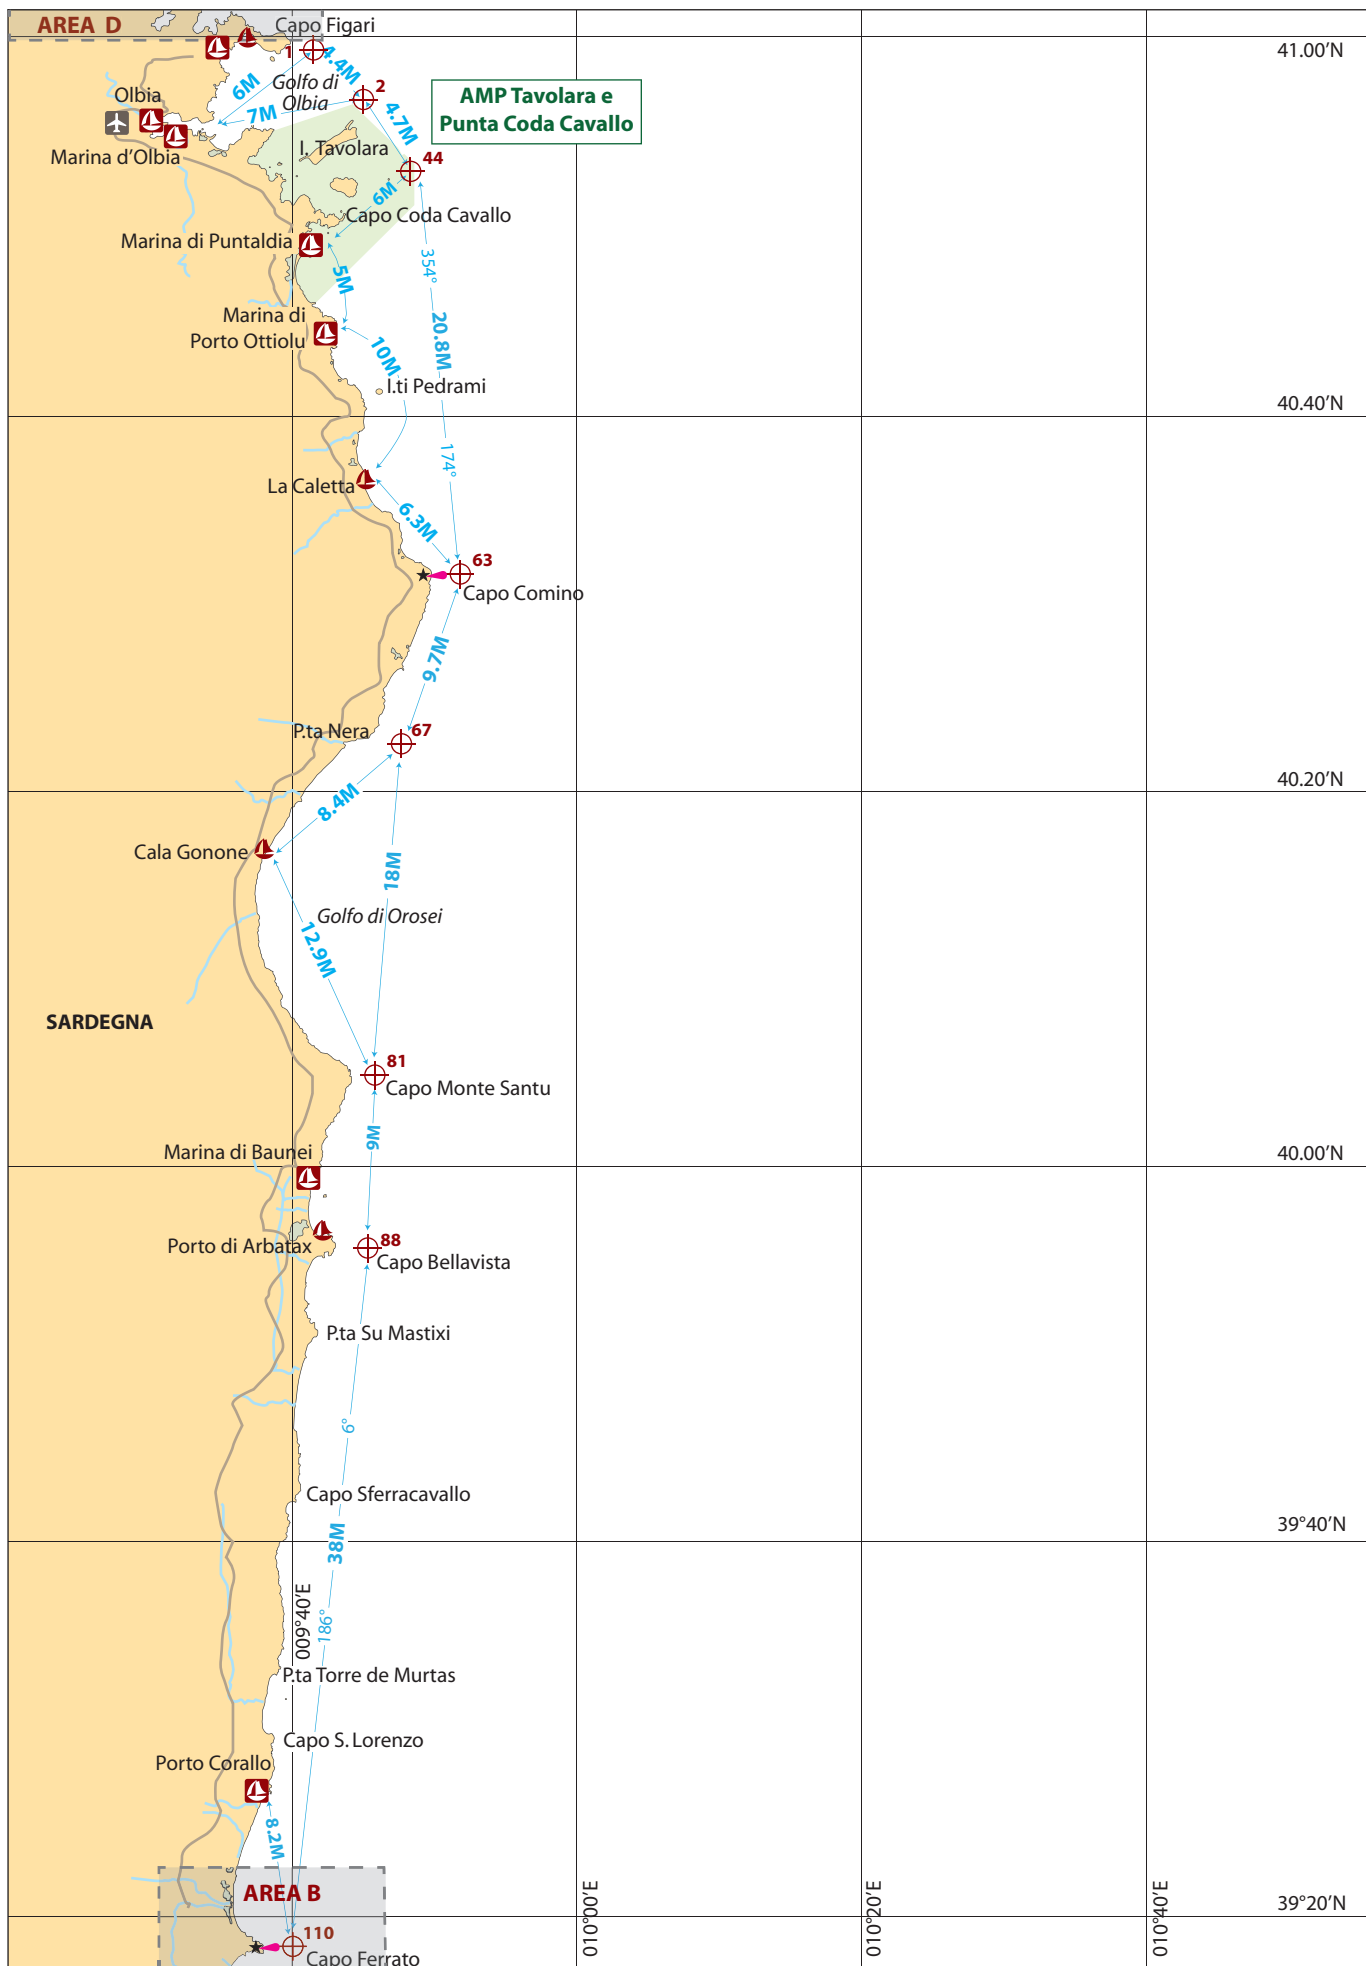 AREA D
Capo Figari
41.00’N
1
4.4M
6M
Golfo di
Olbia
2
7M
4.7M
AMP Tavolara e
Punta Coda Cavallo
Olbia
Marina d’Olbia
I. Tavolara
44
6M
Capo Coda Cavallo
Marina di Puntaldia
354°
5M
Marina di
Porto Ottiolu
20.8M
10M
I.ti Pedrami
40.40’N
174°
La Caletta
6.3M
63
Capo Comino
9.7M
P.ta Nera
67
40.20’N
8.4M
Cala Gonone
18M
Golfo di Orosei
12.9M
SARDEGNA
81
Capo Monte Santu
9M
Marina di Baunei
40.00’N
Porto di Arbatax
88
Capo Bellavista
P.ta Su Mastixi
6°
Capo Sferracavallo
39°40’N
38M
009°40’E
186°
P.ta Torre de Murtas
Capo S. Lorenzo
Porto Corallo
8.2M
AREA B
010°00’E
010°20’E
010°40’E
39°20’N
110
Capo Ferrato